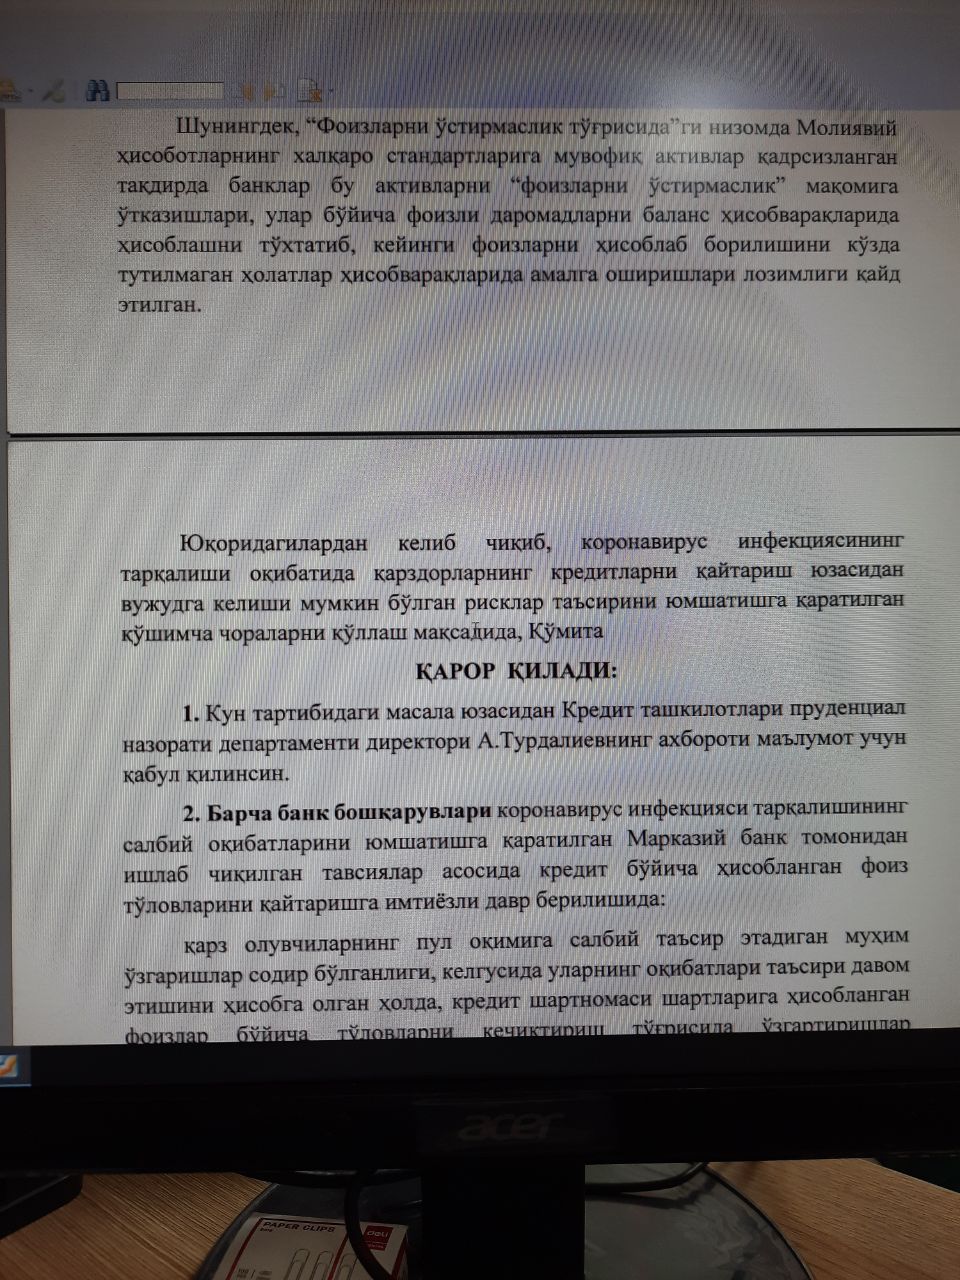 Шунингдек, “Фоизларни ўстирмаслик тўғрисида”ги низомда Молиявий
ҳисоботларнинг халқаро стандартларига мувофиқ активлар қадрсизланган
тақдирда банклар бу активларни “фоизларни ўстирмаслик” мақомига
ўтказишлари, улар бўйича фоизли даромадларни баланс ҳисобварақларида
ҳисоблашни тўхтатиб, кейинги фоизларни ҳисоблаб борилишини кўзда
тутилмаган ҳолатлар ҳисобварақларида амалга оширишлари лозимлиги қайд
этилган.
Юқоридагилардан келиб чиқиб, коронавирус инфекциясининг
тарқалиши оқибатида қарздорларнинг кредитларни қайтариш юзасидан
вужудга келиши мумкин бўлган рисклар таъсирини юмшатишга қаратилган
қўшимча чораларни қўллаш мақсадида, Қўмита
ҚАРОР ҚИЛАДИ:
1. Кун тартибидаги масала юзасидан Кредит ташкилотлари пруденциал
назорати департаменти директори А.Турдалиевнинг ахбороти маълумот учун
қабул қилинсин.
2. Барча банк бошқарувлари коронавирус инфекцияси тарқалишининг
салбий оқибатларини юмшатишга қаратилган Марказий банк томонидан
ишлаб чиқилган тавсиялар асосида кредит бўйича ҳисобланган фоиз
тўловларини қайтаришга имтиёзли давр берилишида:
қарз олувчиларнинг пул оқимига салбий таъсир этадиган муҳим
ўзгаришлар содир бўлганлиги, келгусида уларнинг оқибатлари таъсири давом
этишини ҳисобга олган ҳолда, кредит шартномаси шартларига ҳисобланган
фоизлар бўйича тўловларни кечиктириш тўғрисида ўзгартиришлар
acer
PAPER CLIPS
deli
100